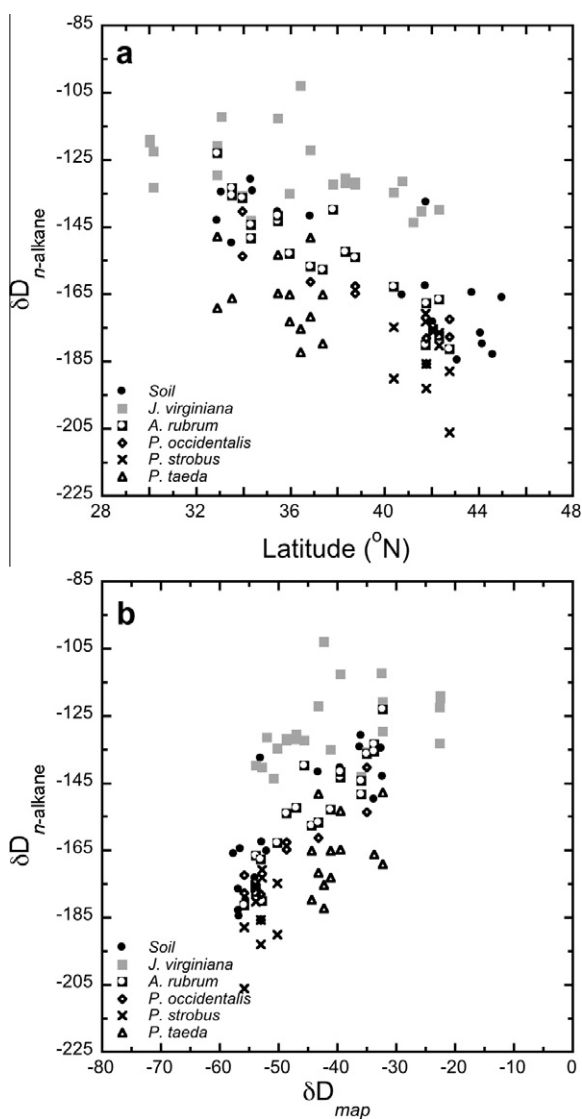 -85
a
-105
-125
-145
δD n-alkane
-165
-185
-205
-225
Soil
J. virginiana
A. rubrum
P. occidentalis
P. strobus
P. taeda
28 32 36 40 44 48
Latitude (°N)
-85
b
-105
-125
-145
δD n-alkane
-165
-185
-205
-225
Soil
J. virginiana
A. rubrum
P. occidentalis
P. strobus
P. taeda
-80 -70 -60 -50 -40 -30 -20 -10 0
δD map